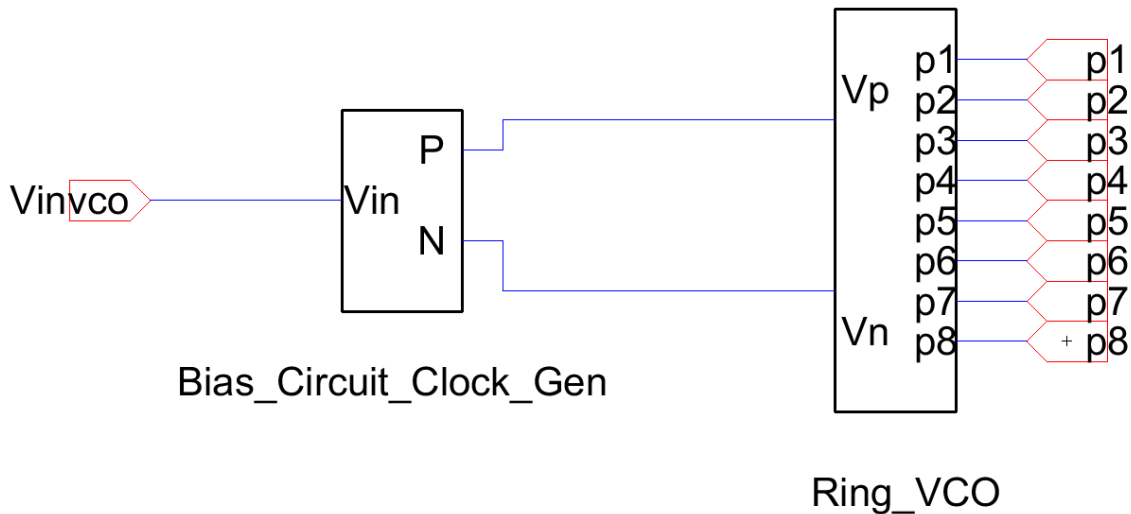 Vinvco
Vin
P
N
Bias_Circuit_Clock_Gen
Vp
Vn
p1 p1
p2 p2
p3 p3
p4 p4
p5 p5
p6 p6
p7 p7
p8 p8
Ring_VCO